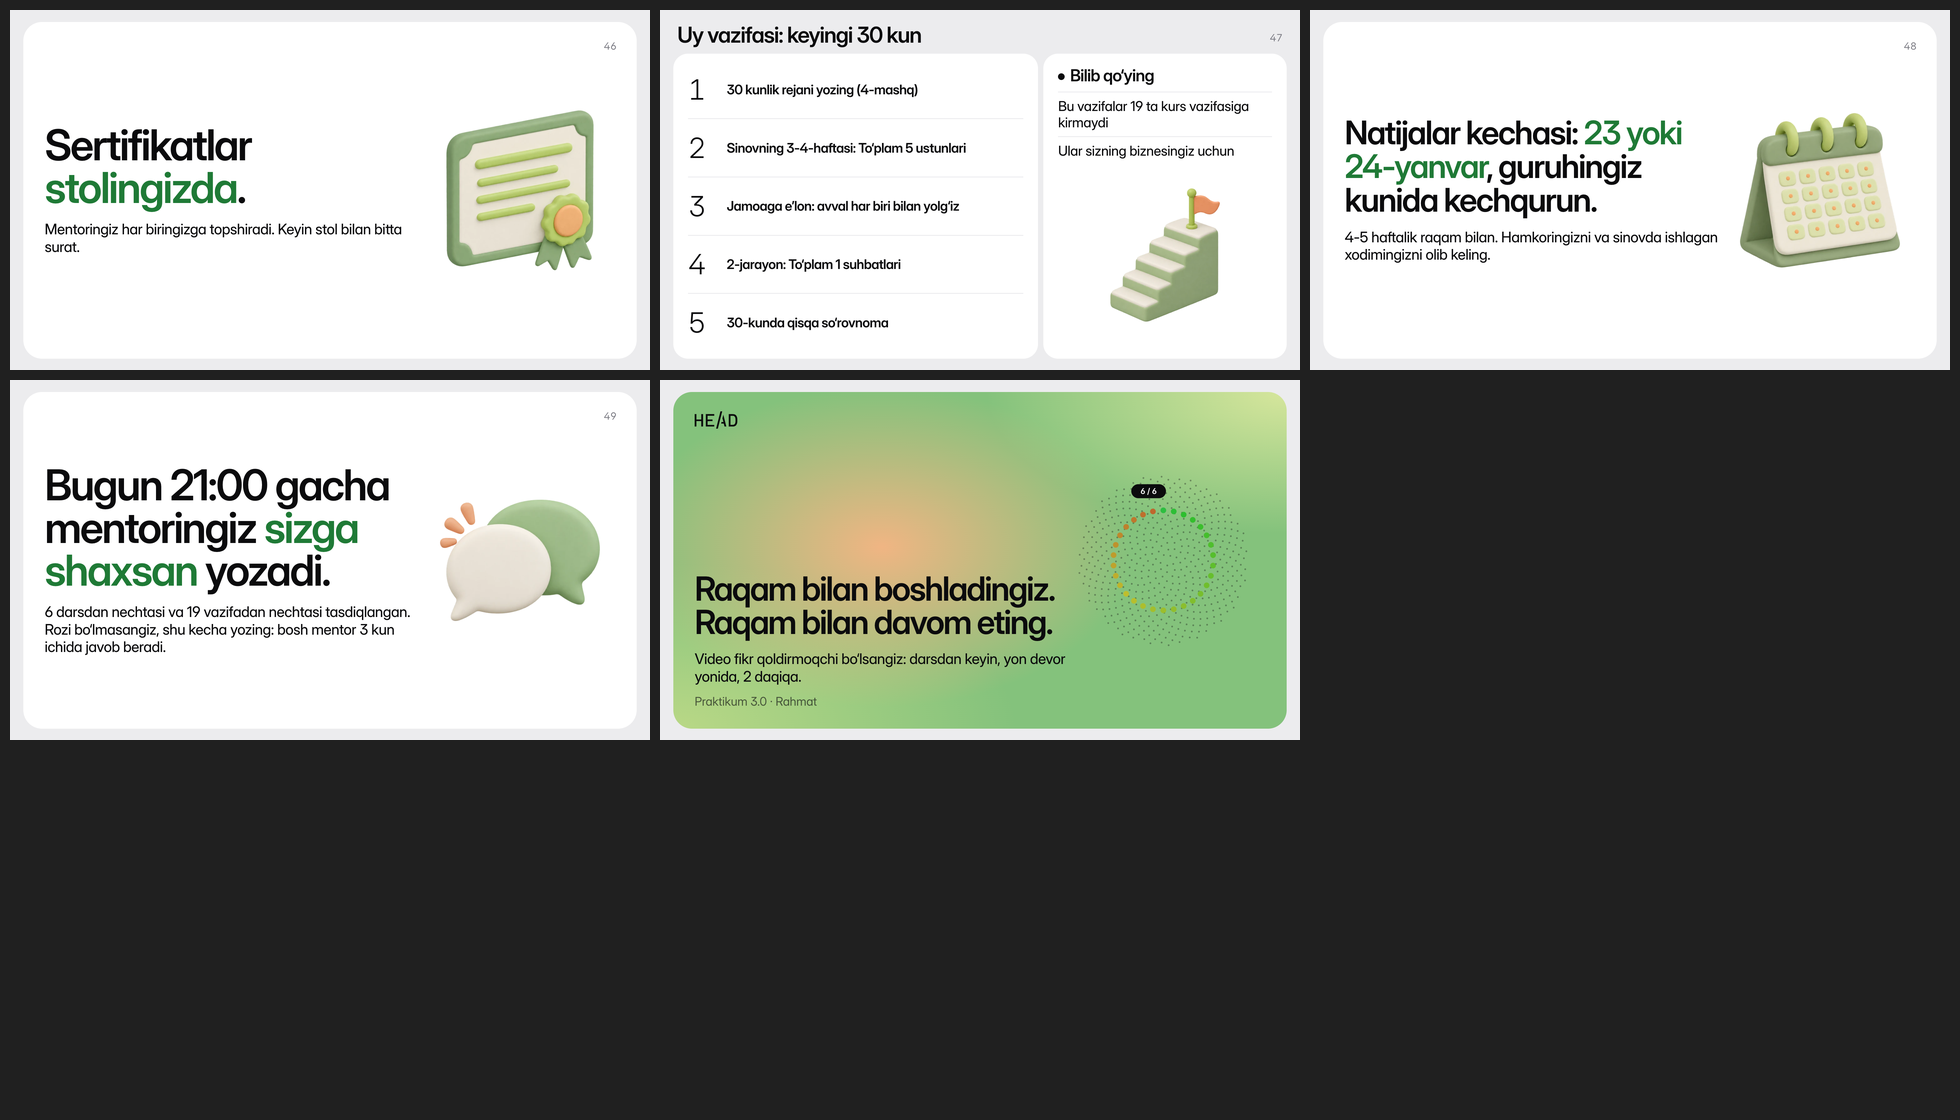 46
Sertifikatlar
stolingizda.
Mentoringiz har biringizga topshiradi. Keyin stol bilan bitta
surat.
Uy vazifasi: keyingi 30 kun
47
1 30 kunlik rejani yozing (4-mashq)
2 Sinovning 3-4-haftasi: To‘plam 5 ustunlari
3 Jamoaga e’lon: avval har biri bilan yolg‘iz
4 2-jarayon: To‘plam 1 suhbatlari
5 30-kunda qisqa so‘rovnoma
• Bilib qo‘ying
Bu vazifalar 19 ta kurs vazifasiga
kirmaydi
Ular sizning biznesingiz uchun
48
Natijalar kechasi: 23 yoki
24-yanvar, guruhingiz
kunida kechqurun.
4-5 haftalik raqam bilan. Hamkoringizni va sinovda ishlagan
xodimingizni olib keling.
49
Bugun 21:00 gacha
mentoringiz sizga
shaxsan yozadi.
6 darsdan nechtasi va 19 vazifadan nechtasi tasdiqlangan.
Rozi bo‘lmasangiz, shu kecha yozing: bosh mentor 3 kun
ichida javob beradi.
HE/AD
6 / 6
Raqam bilan boshladingiz.
Raqam bilan davom eting.
Video fikr qoldirmoqchi bo‘lsangiz: darsdan keyin, yon devor
yonida, 2 daqiqa.
Praktikum 3.0 · Rahmat